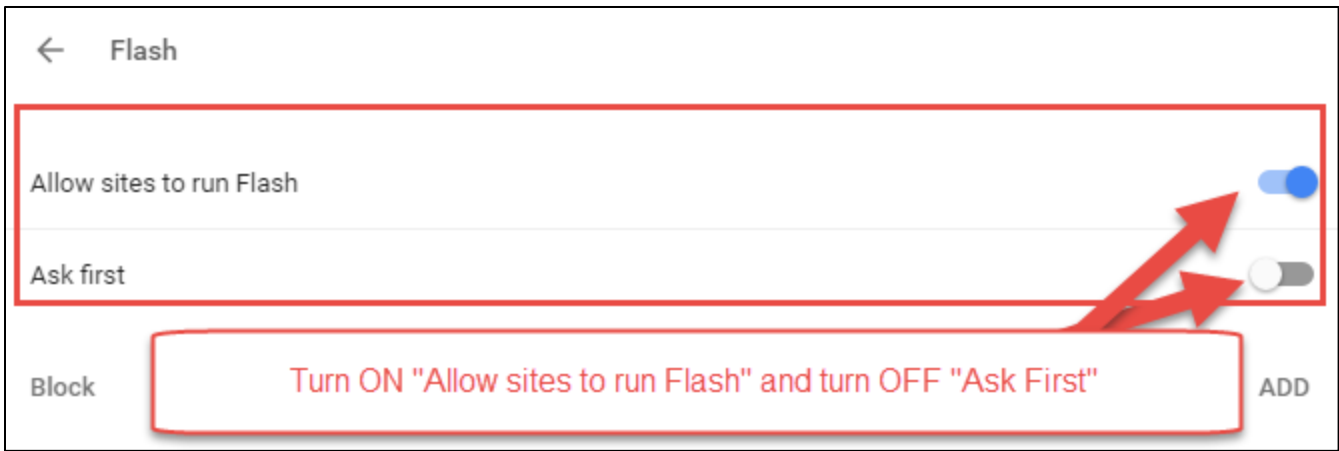 Flash
Allow sites to run Flash
Ask first
Turn ON "Allow sites to run Flash" and turn OFF "Ask First"
Block
ADD